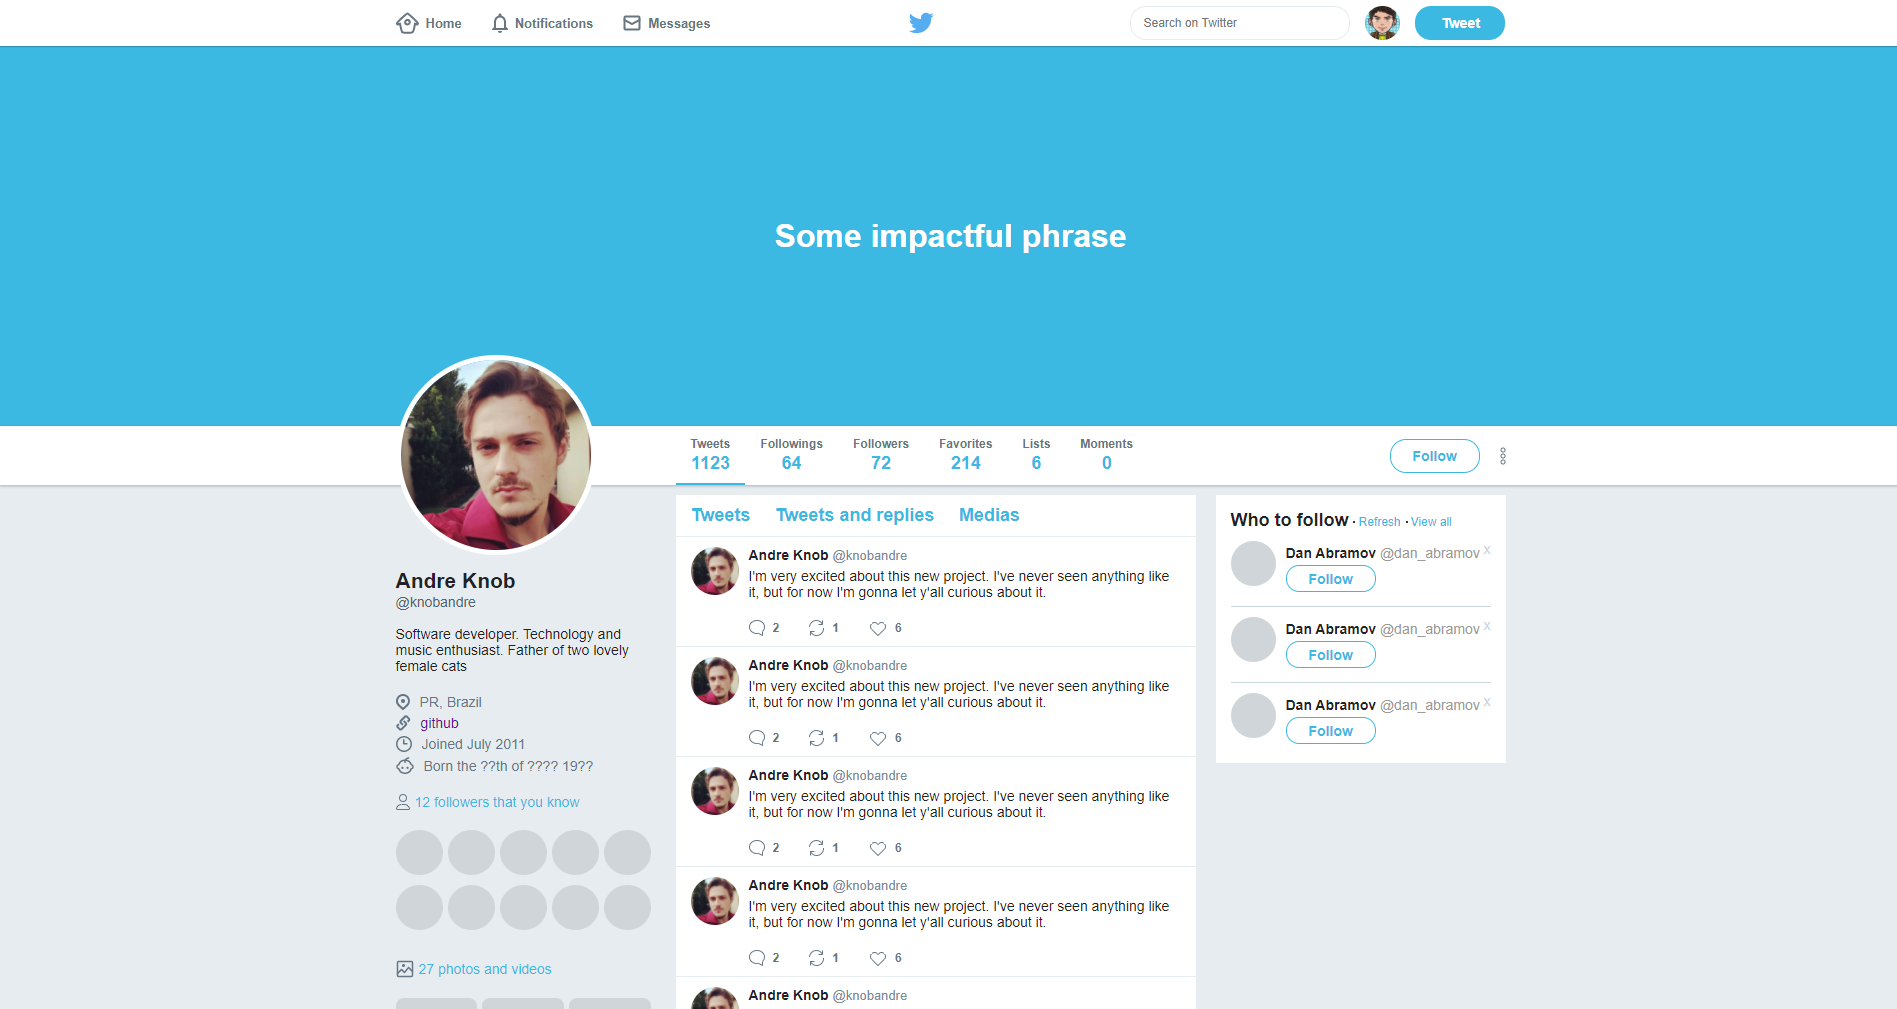 Home Notifications Messages Search on Twitter Tweet
Some impactful phrase
Tweets Followings Followers Favorites Lists Moments
1123 64 72 214 6 0
Follow
Andre Knob
@knobandre
Software developer. Technology and
music enthusiast. Father of two lovely
female cats
PR, Brazil
github
Joined July 2011
Born the ??th of ???? 19??
12 followers that you know
27 photos and videos
Tweets Tweets and replies Medias
Andre Knob @knobandre
I'm very excited about this new project. I've never seen anything like
it, but for now I'm gonna let y'all curious about it.
2 1 6
Andre Knob @knobandre
I'm very excited about this new project. I've never seen anything like
it, but for now I'm gonna let y'all curious about it.
2 1 6
Andre Knob @knobandre
I'm very excited about this new project. I've never seen anything like
it, but for now I'm gonna let y'all curious about it.
2 1 6
Andre Knob @knobandre
I'm very excited about this new project. I've never seen anything like
it, but for now I'm gonna let y'all curious about it.
2 1 6
Andre Knob @knobandre
Who to follow · Refresh · View all
Dan Abramov @dan_abramov X
Follow
Dan Abramov @dan_abramov X
Follow
Dan Abramov @dan_abramov X
Follow